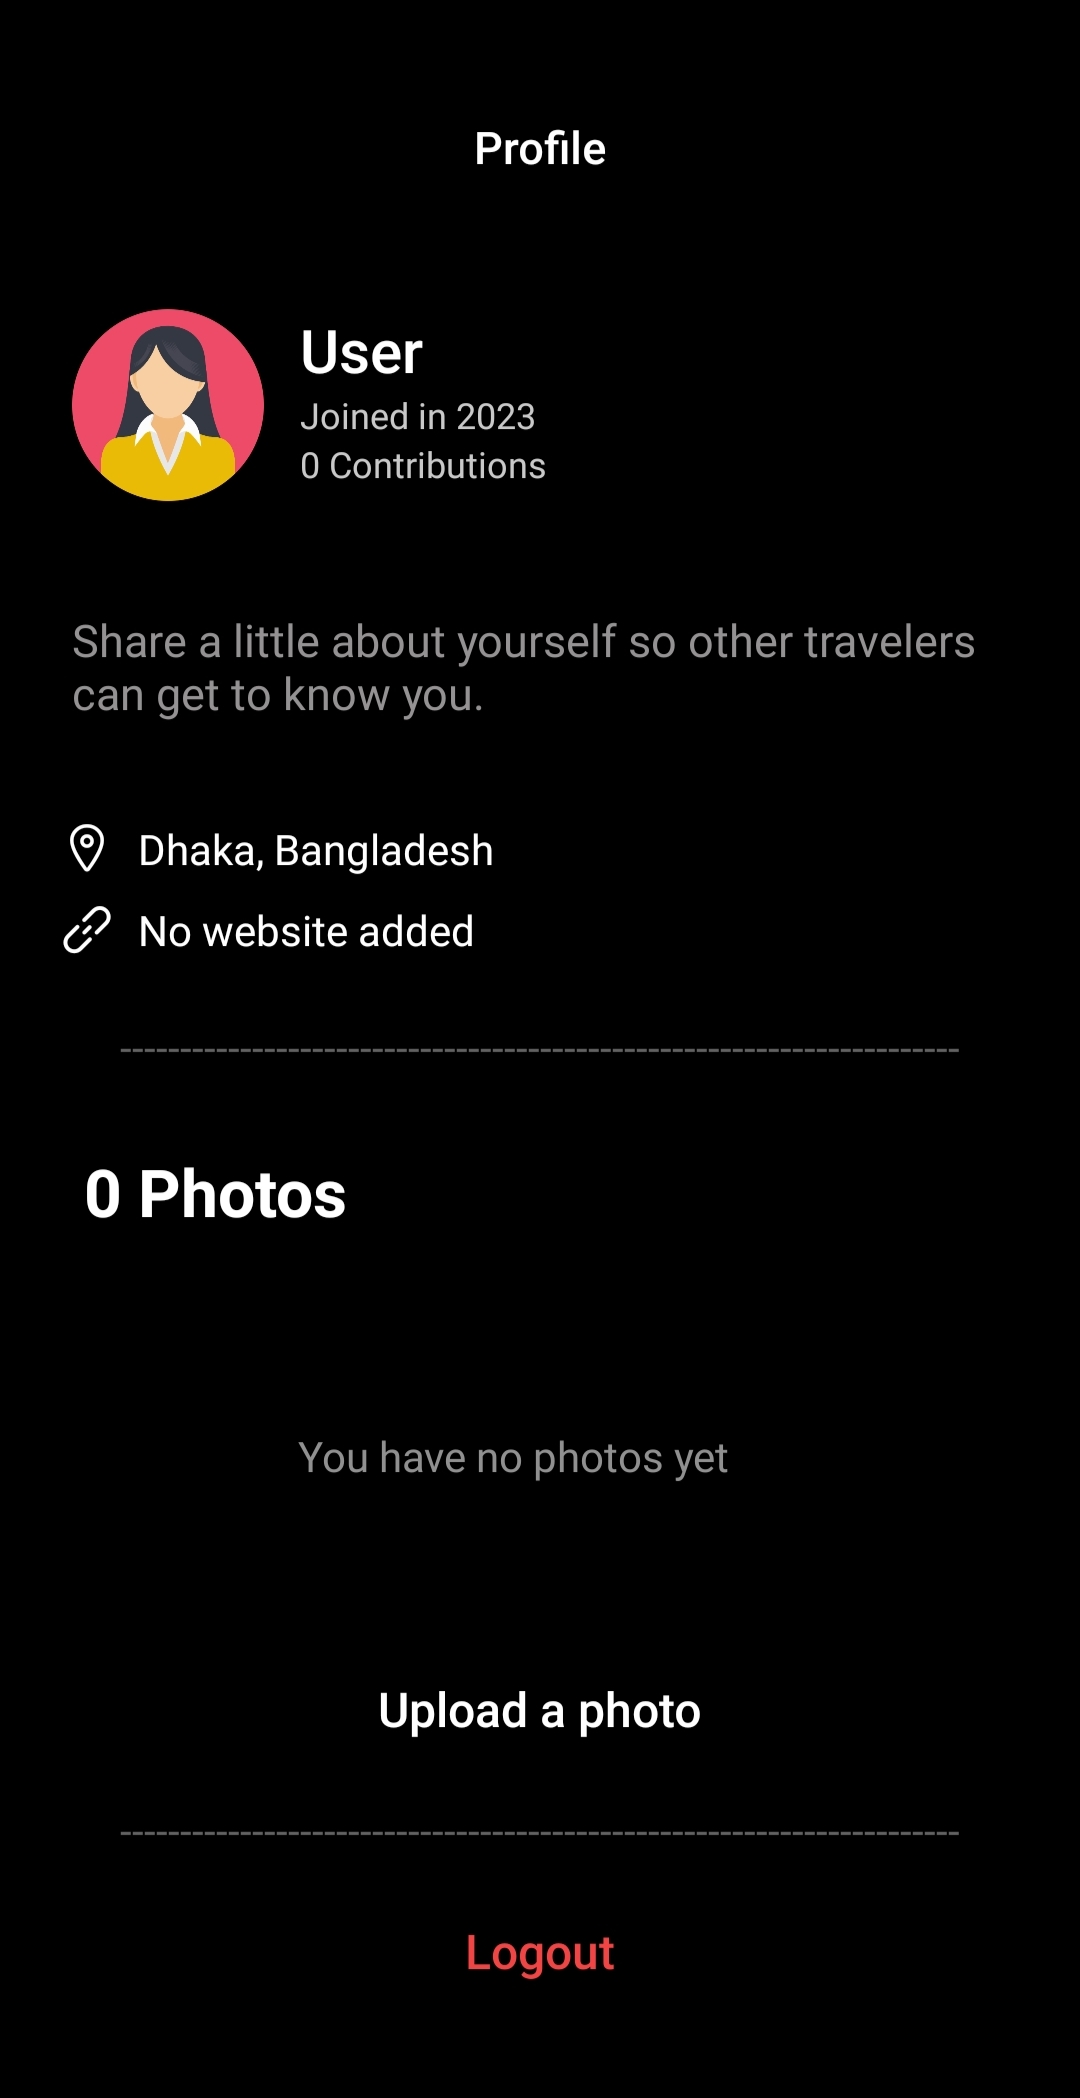 Profile
User
Joined in 2023
0 Contributions
Share a little about yourself so other travelers
can get to know you.
Dhaka, Bangladesh
No website added
0 Photos
You have no photos yet
Upload a photo
Logout